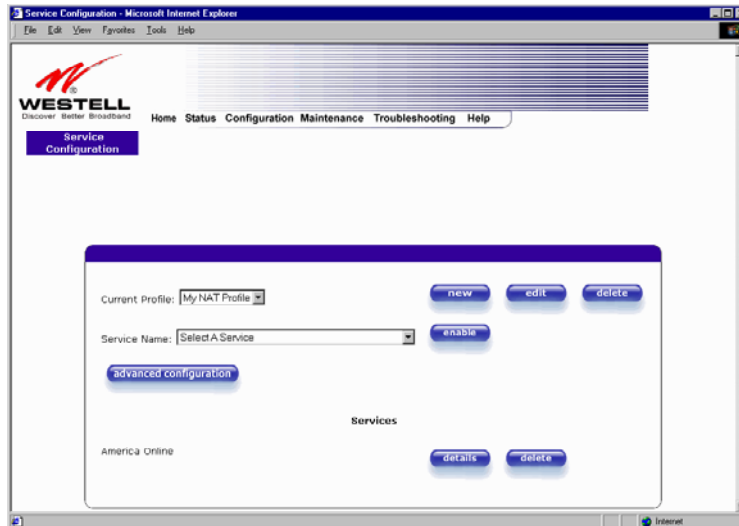 Service Configuration - Microsoft Internet Explorer
File Edit View Favorites Tools Help
WESTELL
Discover Better Broadband
Home Status Configuration Maintenance Troubleshooting Help
Service
Configuration
Current Profile: My NAT Profile new edit delete
Service Name: Select A Service enable
advanced configuration
Services
America Online details delete
Internet